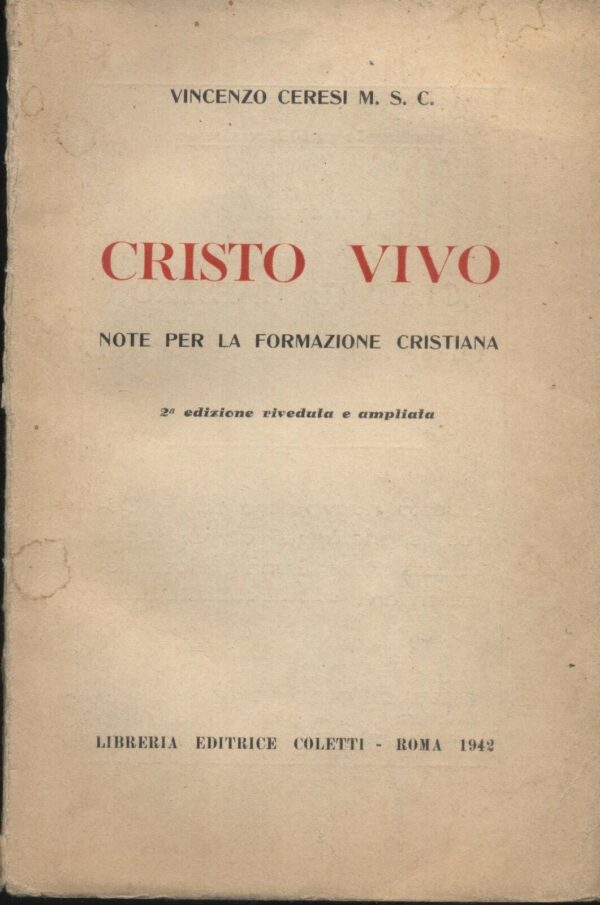 VINCENZO CERESI M. S. C.
CRISTO VIVO
NOTE PER LA FORMAZIONE CRISTIANA
2ª edizione riveduta e ampliata
LIBRERIA EDITRICE COLETTI - ROMA 1942